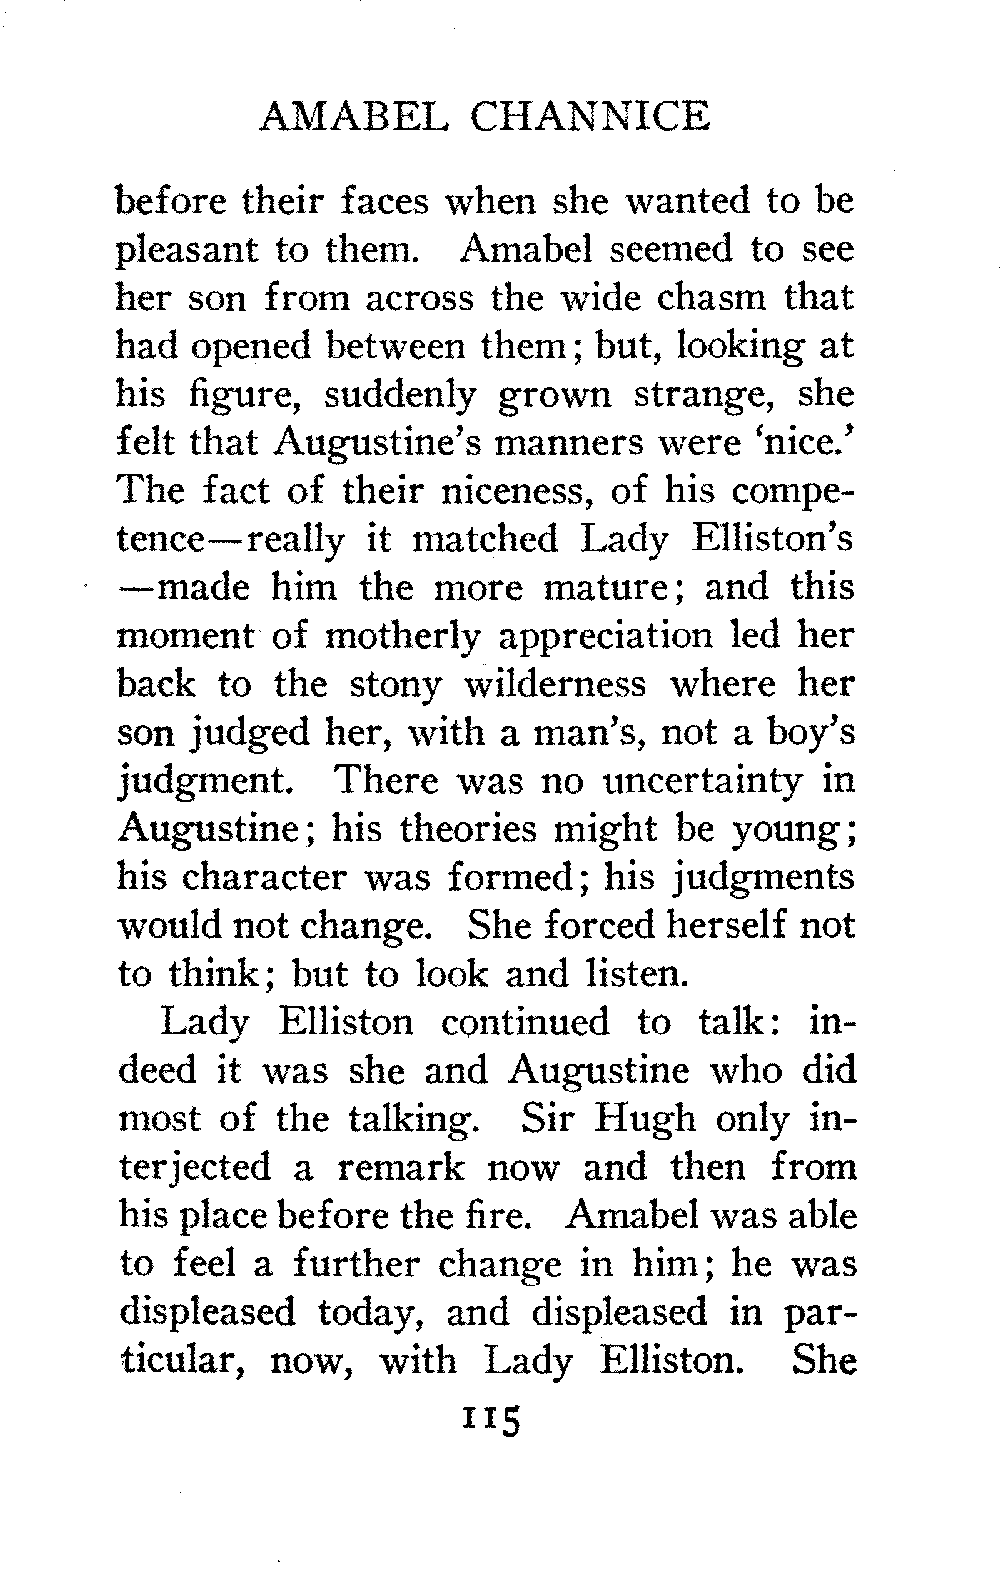 AMABEL CHANNICE
before their faces when she wanted to be
pleasant to them. Amabel seemed to see
her son from across the wide chasm that
had opened between them; but, looking at
his figure, suddenly grown strange, she
felt that Augustine's manners were 'nice.'
The fact of their niceness, of his compe-
tence—really it matched Lady Elliston's
—made him the more mature; and this
moment of motherly appreciation led her
back to the stony wilderness where her
son judged her, with a man's, not a boy's
judgment. There was no uncertainty in
Augustine; his theories might be young;
his character was formed; his judgments
would not change. She forced herself not
to think; but to look and listen.
Lady Elliston continued to talk: in-
deed it was she and Augustine who did
most of the talking. Sir Hugh only in-
terjected a remark now and then from
his place before the fire. Amabel was able
to feel a further change in him; he was
displeased today, and displeased in par-
ticular, now, with Lady Elliston. She
115